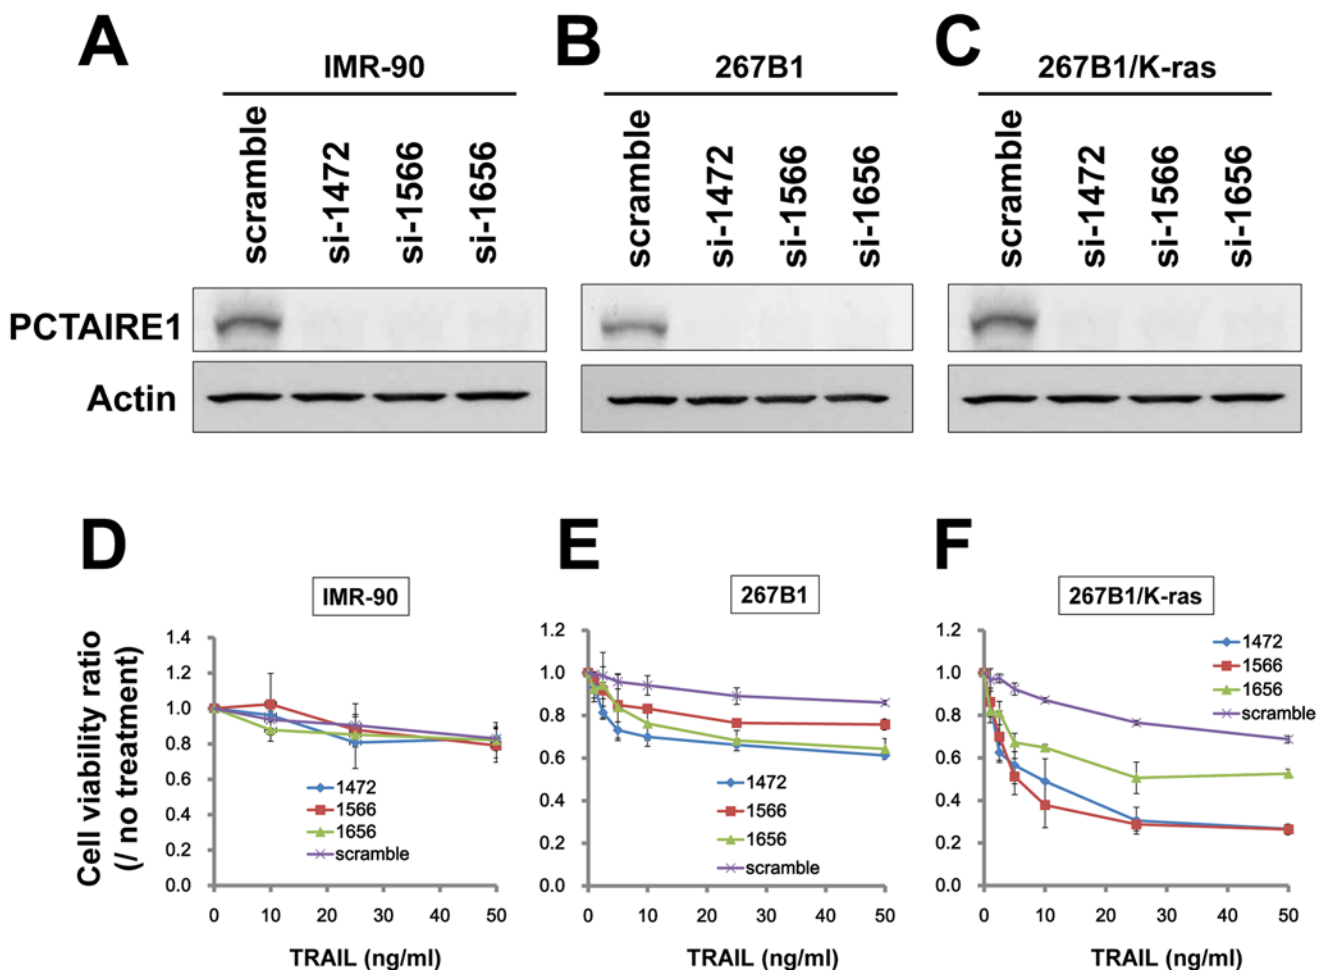 A
IMR-90
scramble
si-1472
si-1566
si-1656
B
267B1
scramble
si-1472
si-1566
si-1656
C
267B1/K-ras
scramble
si-1472
si-1566
si-1656
PCTAIRE1
Actin
D
IMR-90
Cell viability ratio
(/ no treatment)
1.4
1.2
1.0
0.8
0.6
0.4
0.2
0.0
1472
1566
1656
scramble
0 10 20 30 40 50
TRAIL (ng/ml)
E
267B1
1.2
1.0
0.8
0.6
0.4
0.2
0.0
1472
1566
1656
scramble
0 10 20 30 40 50
TRAIL (ng/ml)
F
267B1/K-ras
1.2
1.0
0.8
0.6
0.4
0.2
0.0
1472
1566
1656
scramble
0 10 20 30 40 50
TRAIL (ng/ml)